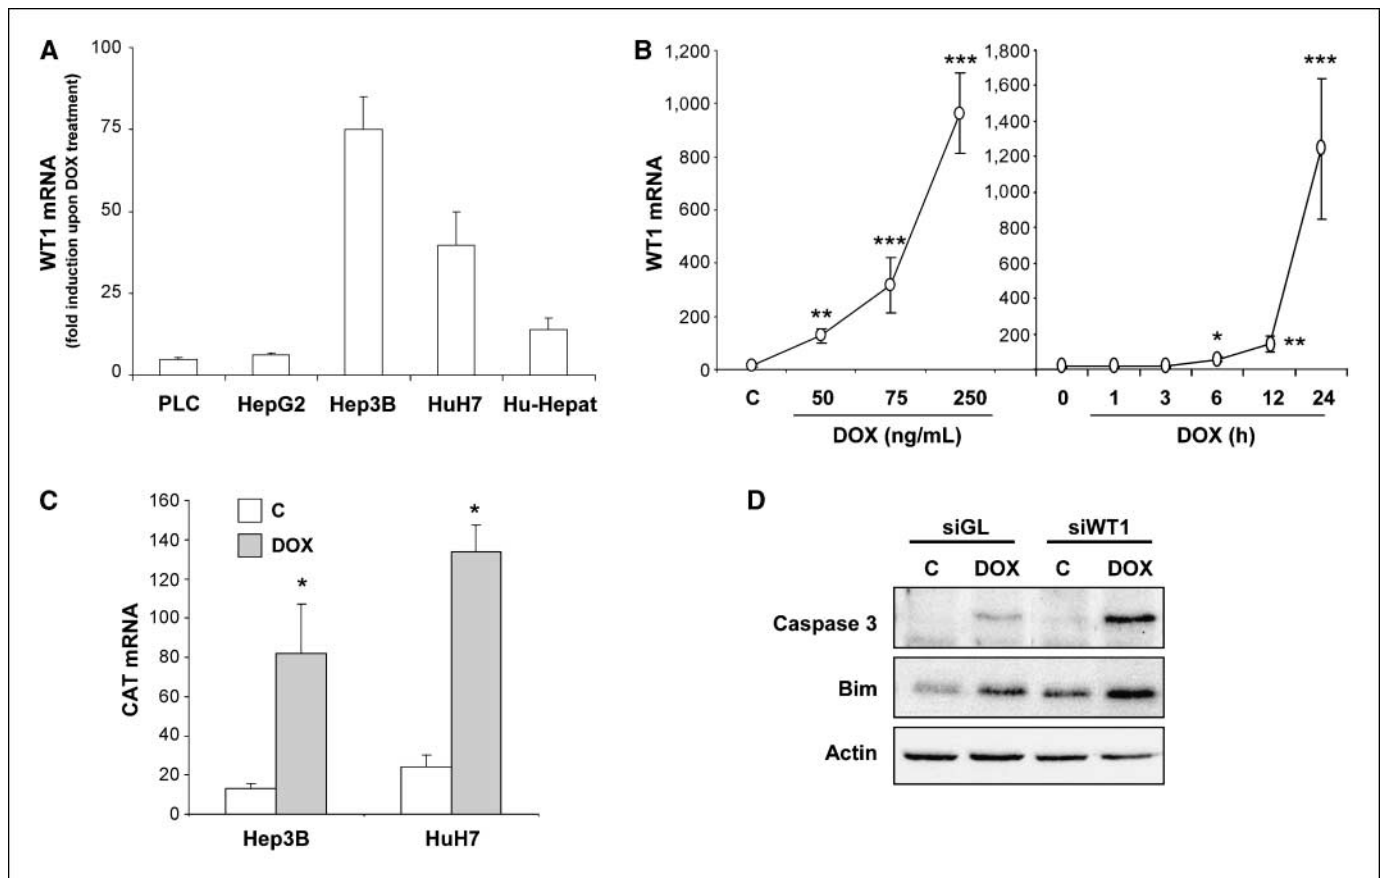 A
WT1 mRNA
(fold induction upon DOX treatment)
100
75
50
25
0
PLC HepG2 Hep3B HuH7 Hu-Hepat
B
WT1 mRNA
1,200
1,000
800
600
400
200
0
**
***
***
C 50 75 250
DOX (ng/mL)
1,800
1,600
1,400
1,200
1,000
800
600
400
200
*
**
***
0 1 3 6 12 24
DOX (h)
C
CAT mRNA
160
140
120
100
80
60
40
20
0
C
DOX
*
*
Hep3B HuH7
D
siGL siWT1
C DOX C DOX
Caspase 3
Bim
Actin